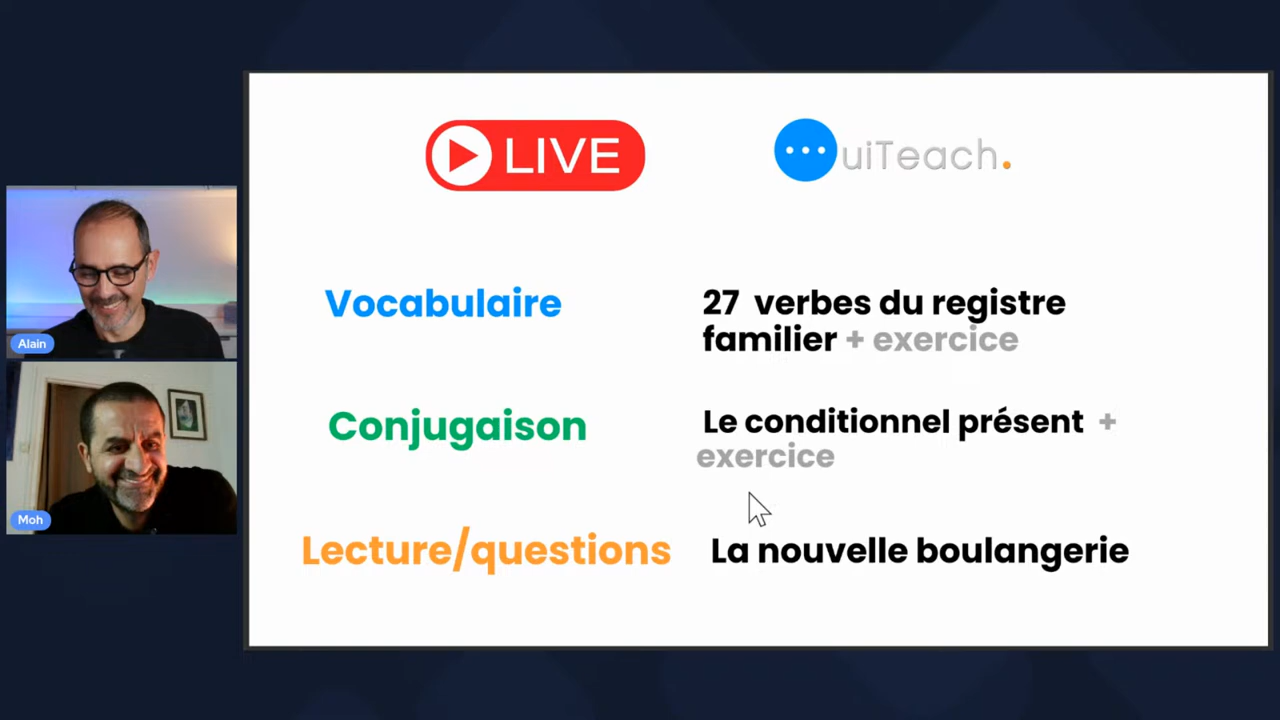 LIVE
uiTeach.
Vocabulaire
27 verbes du registre
familier + exercice
Alain
Conjugaison
Le conditionnel présent +
exercice
Moh
Lecture/questions
La nouvelle boulangerie